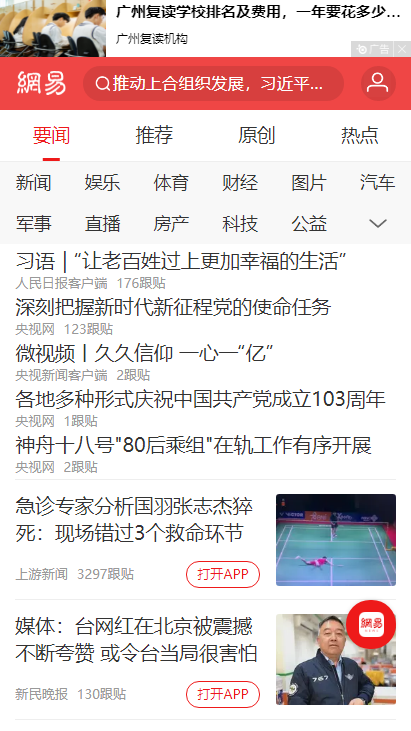 广州复读学校排名及费用，一年要花多少...
广州复读机构
广告
網易
推动上合组织发展，习近平...
要闻 推荐 原创 热点
新闻 娱乐 体育 财经 图片 汽车
军事 直播 房产 科技 公益
习语 | “让老百姓过上更加幸福的生活”
人民日报客户端 176跟贴
深刻把握新时代新征程党的使命任务
央视网 123跟贴
微视频丨久久信仰 一心一“亿”
央视新闻客户端 2跟贴
各地多种形式庆祝中国共产党成立103周年
央视网 1跟贴
神舟十八号"80后乘组"在轨工作有序开展
央视网 2跟贴
急诊专家分析国羽张志杰猝
死：现场错过3个救命环节
上游新闻 3297跟贴
打开APP
媒体：台网红在北京被震撼
不断夸赞 或令台当局很害怕
新民晚报 130跟贴
打开APP
網易
767